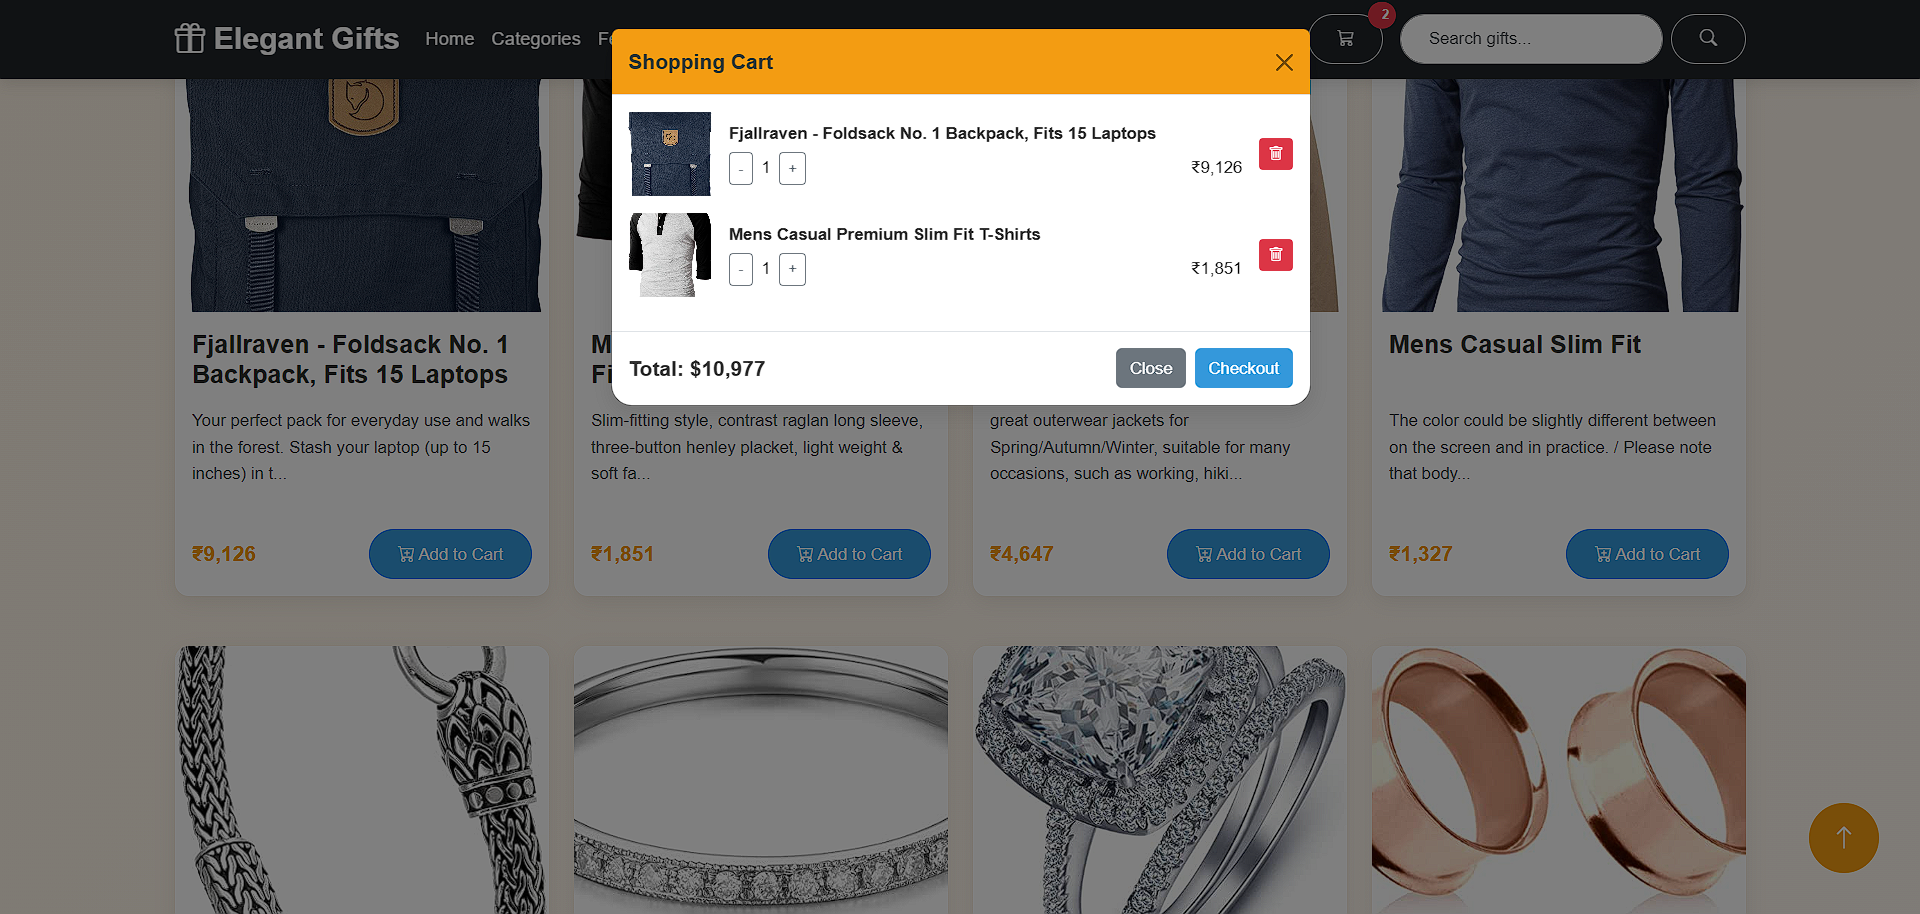 Elegant Gifts
Home
Categories
2
Search gifts...
Shopping Cart
Fjallraven - Foldsack No. 1 Backpack, Fits 15 Laptops
- 1 +
₹9,126
Mens Casual Premium Slim Fit T-Shirts
- 1 +
₹1,851
Total: $10,977
Close
Checkout
Fjallraven - Foldsack No. 1
Backpack, Fits 15 Laptops
Your perfect pack for everyday use and walks
in the forest. Stash your laptop (up to 15
inches) in t...
₹9,126
Add to Cart
Slim-fitting style, contrast raglan long sleeve,
three-button henley placket, light weight &
soft fa...
₹1,851
Add to Cart
great outerwear jackets for
Spring/Autumn/Winter, suitable for many
occasions, such as working, hiki...
₹4,647
Add to Cart
Mens Casual Slim Fit
The color could be slightly different between
on the screen and in practice. / Please note
that body...
₹1,327
Add to Cart